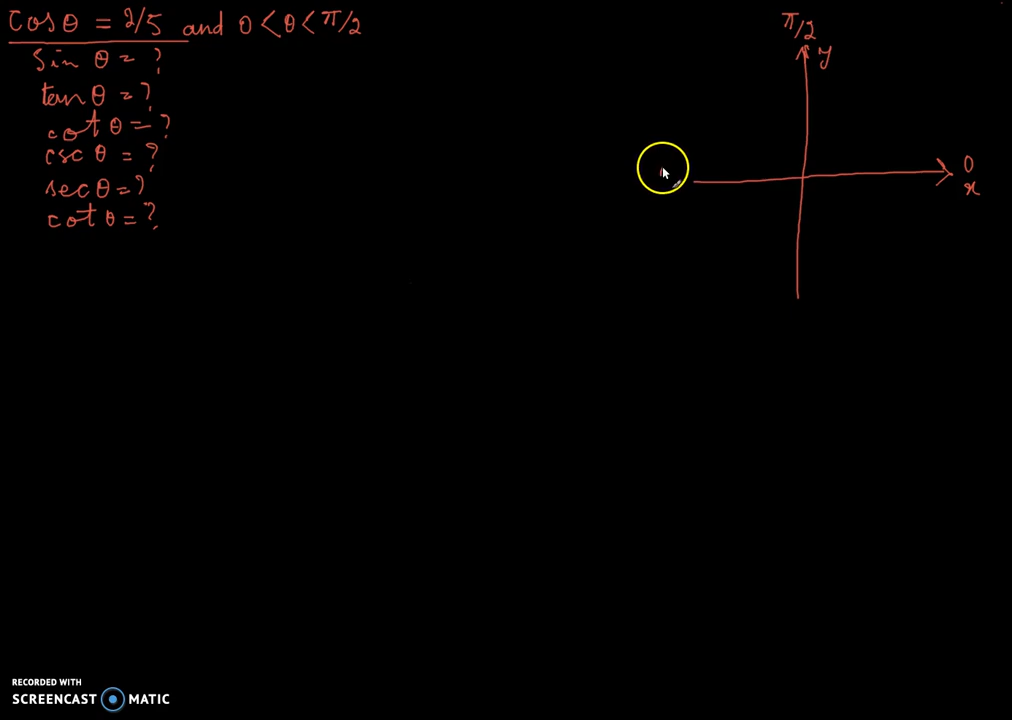 cos θ = 2/5 and 0 < θ < π/2
sin θ = ?
tan θ = ?
cot θ = ?
csc θ = ?
sec θ = ?
cot θ = ?
π/2
y
0
x
RECORDED WITH
SCREENCAST MATIC